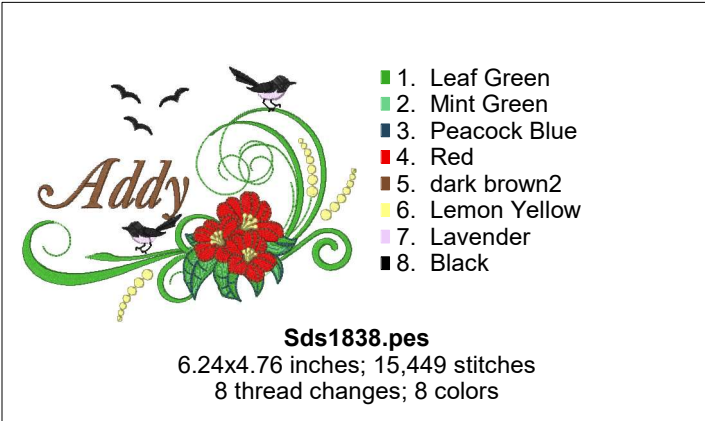 Addy
1. Leaf Green
2. Mint Green
3. Peacock Blue
4. Red
5. dark brown2
6. Lemon Yellow
7. Lavender
8. Black
Sds1838.pes
6.24x4.76 inches; 15,449 stitches
8 thread changes; 8 colors